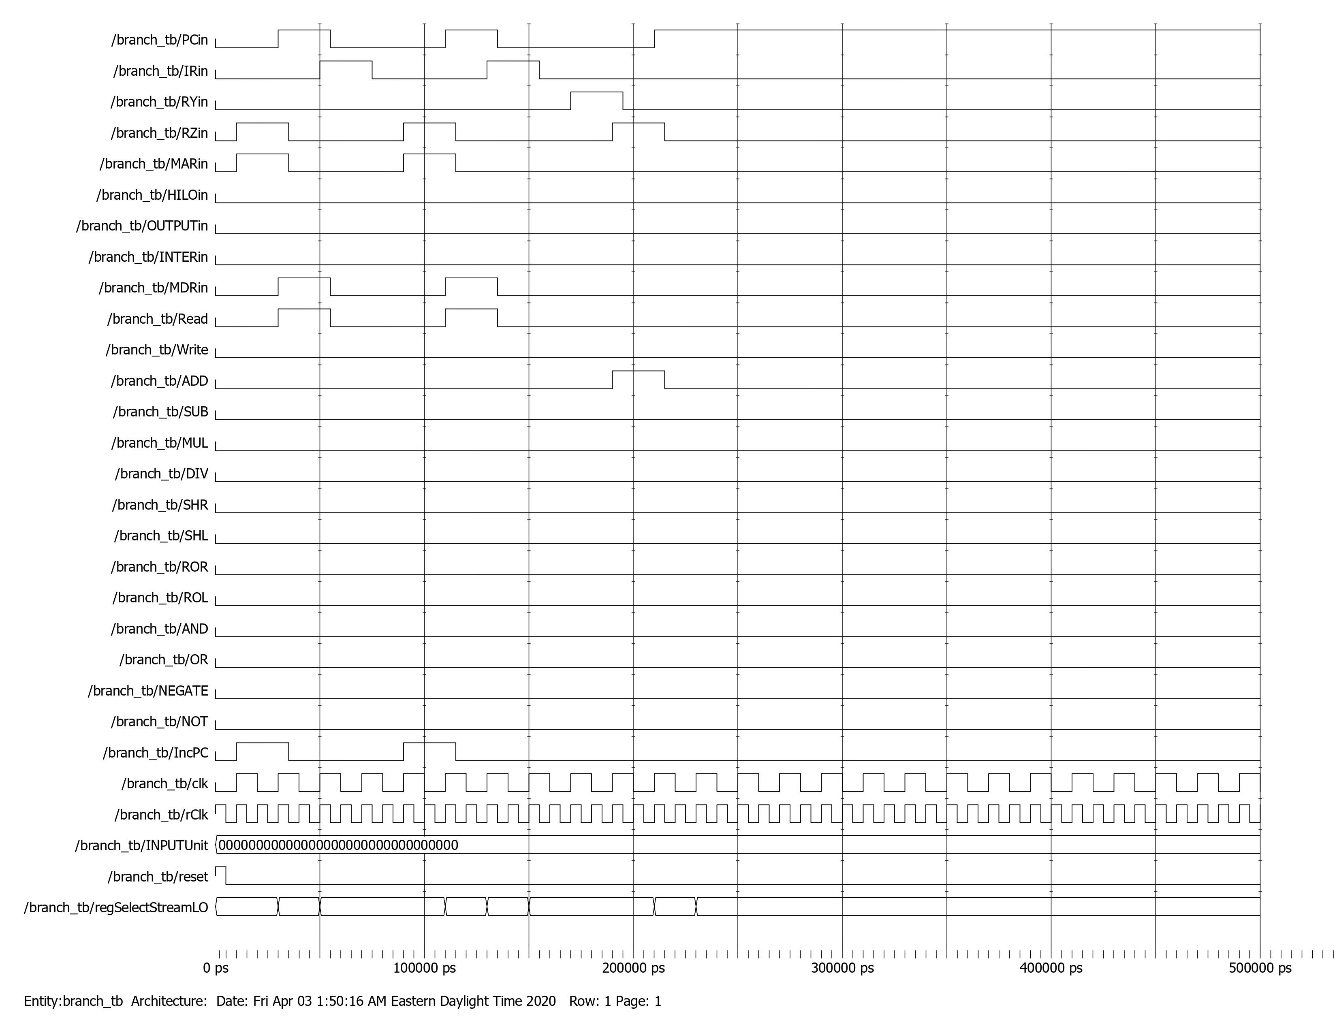 /branch_tb/PCin
/branch_tb/IRin
/branch_tb/RYin
/branch_tb/RZin
/branch_tb/MARin
/branch_tb/HILOin
/branch_tb/OUTPUTin
/branch_tb/INTERin
/branch_tb/MDRin
/branch_tb/Read
/branch_tb/Write
/branch_tb/ADD
/branch_tb/SUB
/branch_tb/MUL
/branch_tb/DIV
/branch_tb/SHR
/branch_tb/SHL
/branch_tb/ROR
/branch_tb/ROL
/branch_tb/AND
/branch_tb/OR
/branch_tb/NEGATE
/branch_tb/NOT
/branch_tb/IncPC
/branch_tb/clk
/branch_tb/rClk
/branch_tb/INPUTUnit 00000000000000000000000000000000
/branch_tb/reset
/branch_tb/regSelectStreamLO
0 ps 100000 ps 200000 ps 300000 ps 400000 ps 500000 ps
Entity:branch_tb Architecture: Date: Fri Apr 03 1:50:16 AM Eastern Daylight Time 2020 Row: 1 Page: 1